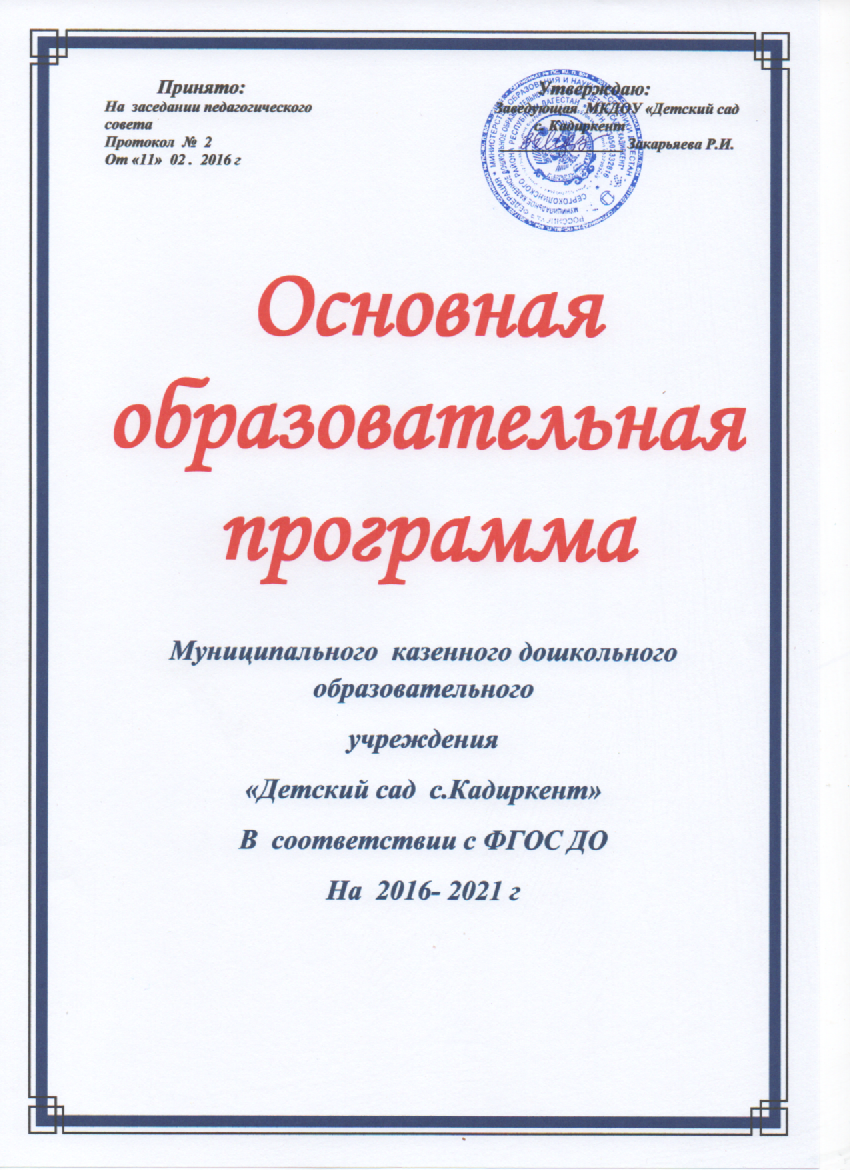 Принято:
На заседании педагогического
совета
Протокол № 2
От «11» 02 . 2016 г
Утверждаю:
Заведующая МКДОУ «Детский сад
с. Кадиркент
Закарьяева Р.И.
Основная
образовательная
программа
Муниципального казенного дошкольного
образовательного
учреждения
«Детский сад с.Кадиркент»
В соответствии с ФГОС ДО
На 2016- 2021 г